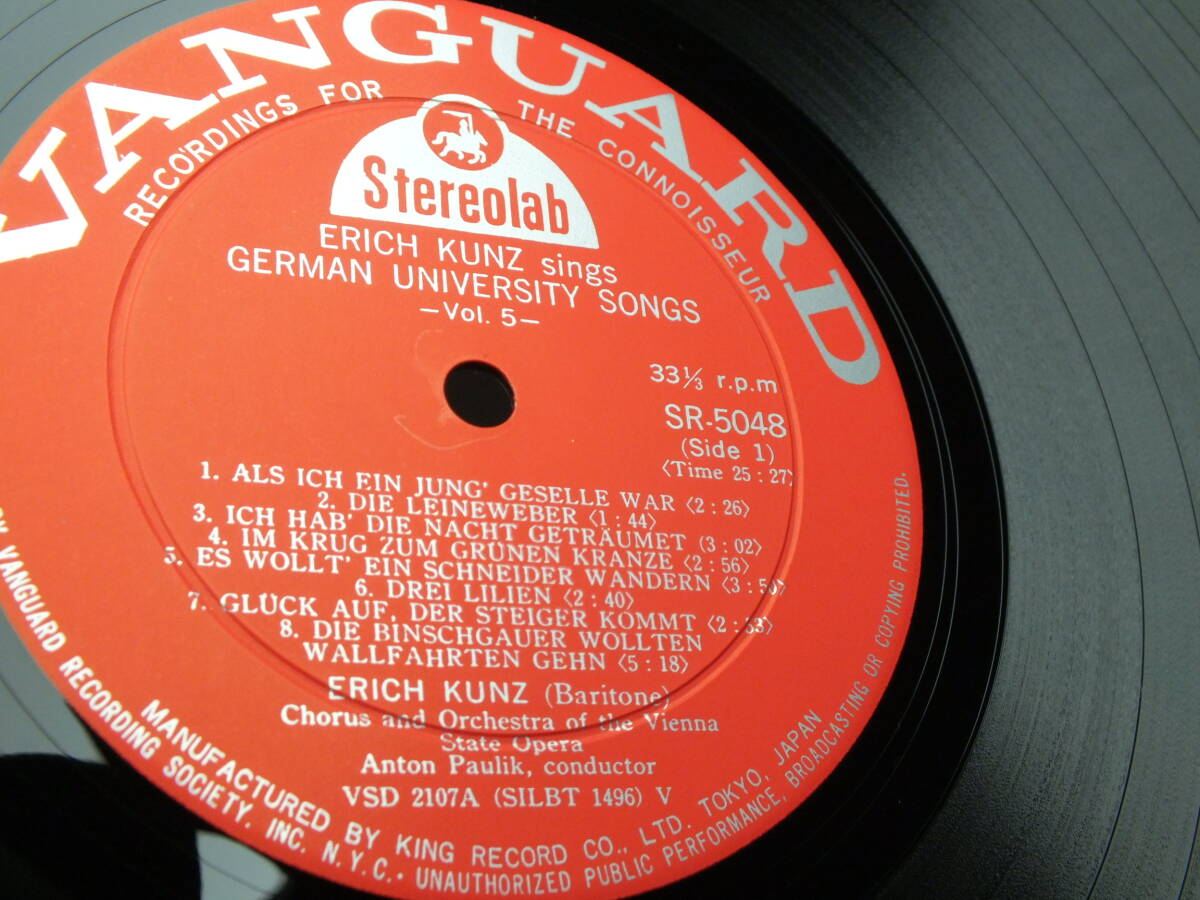 VANGUARD
RECORDINGS FOR THE CONNOISSEUR
Stereolab
ERICH KUNZ sings
GERMAN UNIVERSITY SONGS
—Vol. 5—
33⅓ r.p.m
SR-5048
(Side 1)
〈Time 25 : 27〉
1. ALS ICH EIN JUNG' GESELLE WAR 〈2 : 26〉
2. DIE LEINEWEBER 〈1 : 44〉
3. ICH HAB' DIE NACHT GETRÄUMET 〈3 : 02〉
4. IM KRUG ZUM GRÜNEN KRANZE 〈2 : 56〉
5. ES WOLLT' EIN SCHNEIDER WANDERN 〈3 : 50〉
6. DREI LILIEN 〈2 : 40〉
7. GLÜCK AUF, DER STEIGER KOMMT 〈2 : 33〉
8. DIE BINSCHGAUER WOLLTEN
WALLFAHRTEN GEHN 〈5 : 18〉
ERICH KUNZ (Baritone)
Chorus and Orchestra of the Vienna
State Opera
Anton Paulik, conductor
VSD 2107A (SILBT 1496) V
MANUFACTURED BY KING RECORD CO., LTD. TOKYO, JAPAN
VANGUARD RECORDING SOCIETY, INC. N.Y.C. • UNAUTHORIZED PUBLIC PERFORMANCE, BROADCASTING OR COPYING PROHIBITED.